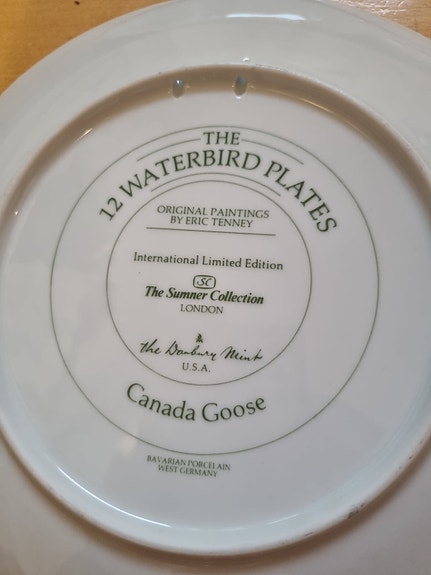 THE
12 WATERBIRD PLATES
ORIGINAL PAINTINGS
BY ERIC TENNEY
International Limited Edition
SC
The Sumner Collection
LONDON
the Danbury Mint
U.S.A.
Canada Goose
BAVARIAN PORCELAIN
WEST GERMANY